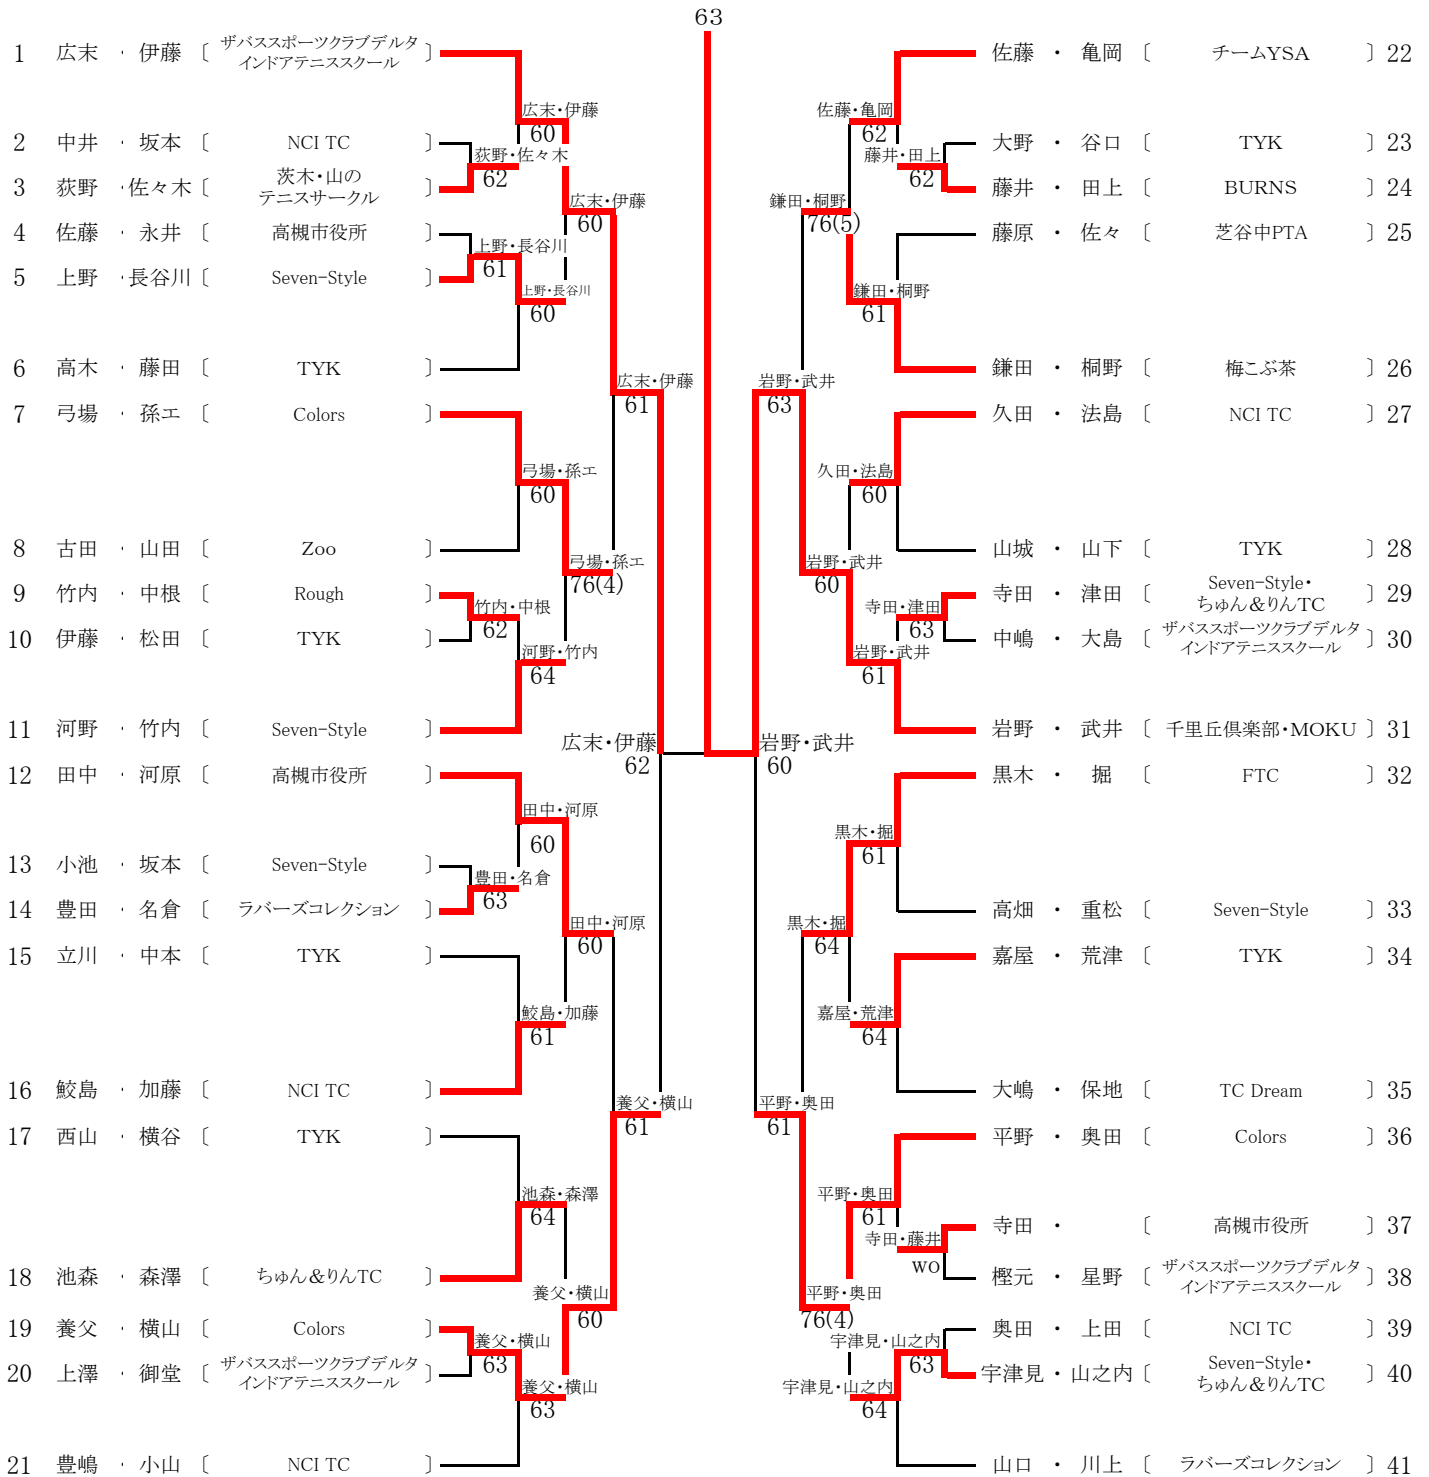 63
1 広末 ・ 伊藤 〔 ザバススポーツクラブデルタ インドアテニススクール 〕
2 中井 ・ 坂本 〔 NCI TC 〕
3 荻野 ・佐々木〔 茨木・山の テニスサークル 〕
4 佐藤 ・ 永井 〔 高槻市役所 〕
5 上野 ・長谷川〔 Seven-Style 〕
6 高木 ・ 藤田 〔 TYK 〕
7 弓場 ・ 孫エ 〔 Colors 〕
8 古田 ・ 山田 〔 Zoo 〕
9 竹内 ・ 中根 〔 Rough 〕
10 伊藤 ・ 松田 〔 TYK 〕
11 河野 ・ 竹内 〔 Seven-Style 〕
12 田中 ・ 河原 〔 高槻市役所 〕
13 小池 ・ 坂本 〔 Seven-Style 〕
14 豊田 ・ 名倉 〔 ラバーズコレクション 〕
15 立川 ・ 中本 〔 TYK 〕
16 鮫島 ・ 加藤 〔 NCI TC 〕
17 西山 ・ 横谷 〔 TYK 〕
18 池森 ・ 森澤 〔 ちゅん&りんTC 〕
19 養父 ・ 横山 〔 Colors 〕
20 上澤 ・ 御堂 〔 ザバススポーツクラブデルタ インドアテニススクール 〕
21 豊嶋 ・ 小山 〔 NCI TC 〕
広末・伊藤
60
荻野・佐々木
62
広末・伊藤
60
上野・長谷川
61
上野・長谷川
60
広末・伊藤
61
弓場・孫エ
60
弓場・孫エ
76(4)
竹内・中根
62
河野・竹内
64
広末・伊藤
62
田中・河原
60
豊田・名倉
63
田中・河原
60
鮫島・加藤
61
養父・横山
61
池森・森澤
64
養父・横山
60
養父・横山
63
養父・横山
63
佐藤・亀岡
62
藤井・田上
62
鎌田・桐野
76(5)
鎌田・桐野
61
岩野・武井
63
久田・法島
60
岩野・武井
60
寺田・津田
63
岩野・武井
61
岩野・武井
60
黒木・掘
61
黒木・掘
64
嘉屋・荒津
64
平野・奥田
61
平野・奥田
61
寺田・藤井
WO
平野・奥田
76(4)
宇津見・山之内
63
宇津見・山之内
64
佐藤 ・ 亀岡 〔 チームYSA 〕 22
大野 ・ 谷口 〔 TYK 〕 23
藤井 ・ 田上 〔 BURNS 〕 24
藤原 ・ 佐々 〔 芝谷中PTA 〕 25
鎌田 ・ 桐野 〔 梅こぶ茶 〕 26
久田 ・ 法島 〔 NCI TC 〕 27
山城 ・ 山下 〔 TYK 〕 28
寺田 ・ 津田 〔 Seven-Style・ ちゅん&りんTC 〕 29
中嶋 ・ 大島 〔 ザバススポーツクラブデルタ インドアテニススクール 〕 30
岩野 ・ 武井 〔 千里丘倶楽部・MOKU 〕 31
黒木 ・ 掘 〔 FTC 〕 32
高畑 ・ 重松 〔 Seven-Style 〕 33
嘉屋 ・ 荒津 〔 TYK 〕 34
大嶋 ・ 保地 〔 TC Dream 〕 35
平野 ・ 奥田 〔 Colors 〕 36
寺田 ・ 〔 高槻市役所 〕 37
樫元 ・ 星野 〔 ザバススポーツクラブデルタ インドアテニススクール 〕 38
奥田 ・ 上田 〔 NCI TC 〕 39
宇津見・山之内〔 Seven-Style・ ちゅん&りんTC 〕 40
山口 ・ 川上 〔 ラバーズコレクション 〕 41